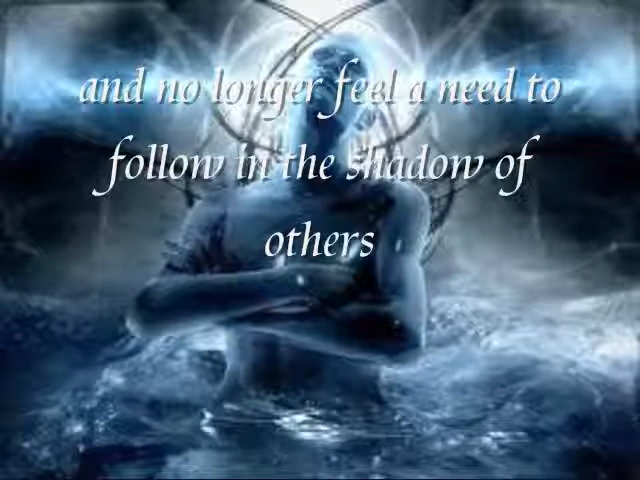 and no longer feel a need to
follow in the shadow of
others